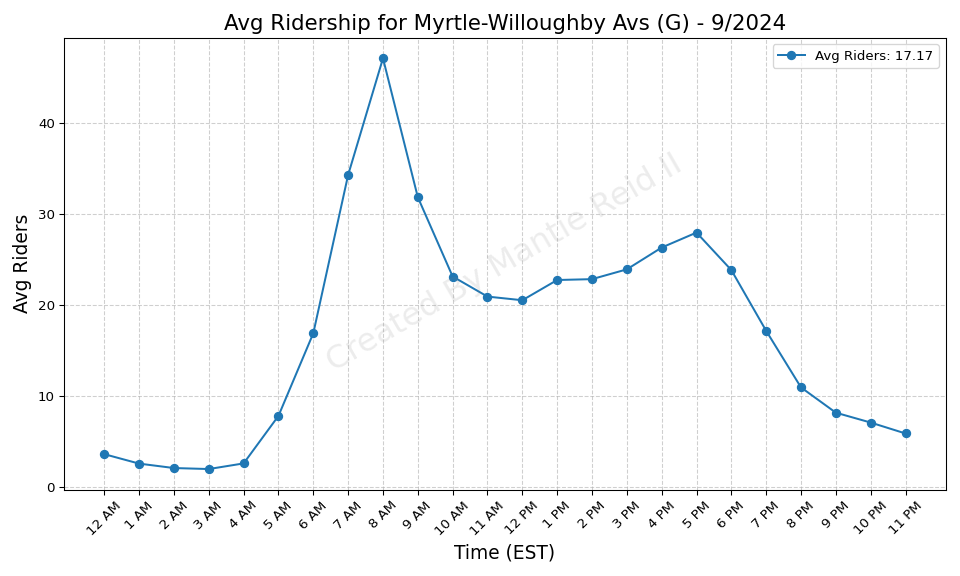 Avg Ridership for Myrtle-Willoughby Avs (G) - 9/2024
Avg Riders: 17.17
Avg Riders
40
30
20
10
0
Created By Mantie Reid II
12 AM
1 AM
2 AM
3 AM
4 AM
5 AM
6 AM
7 AM
8 AM
9 AM
10 AM
11 AM
12 PM
1 PM
2 PM
3 PM
4 PM
5 PM
6 PM
7 PM
8 PM
9 PM
10 PM
11 PM
Time (EST)